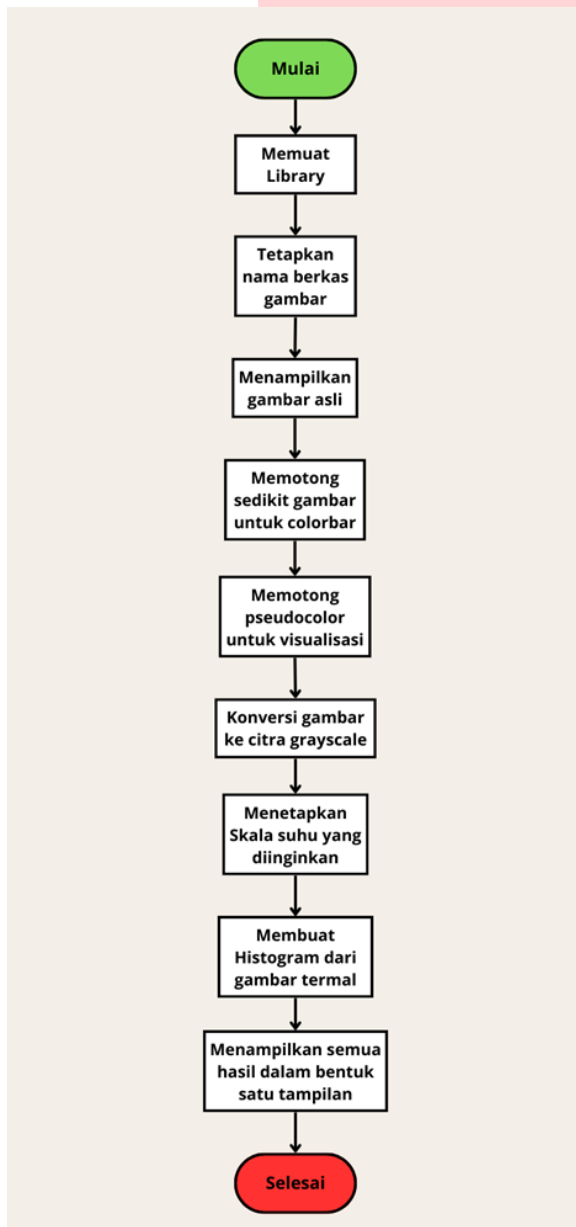 Mulai
Memuat
Library
Tetapkan
nama berkas
gambar
Menampilkan
gambar asli
Memotong
sedikit gambar
untuk colorbar
Memotong
pseudocolor
untuk visualisasi
Konversi gambar
ke citra grayscale
Menetapkan
Skala suhu yang
diinginkan
Membuat
Histogram dari
gambar termal
Menampilkan semua
hasil dalam bentuk
satu tampilan
Selesai